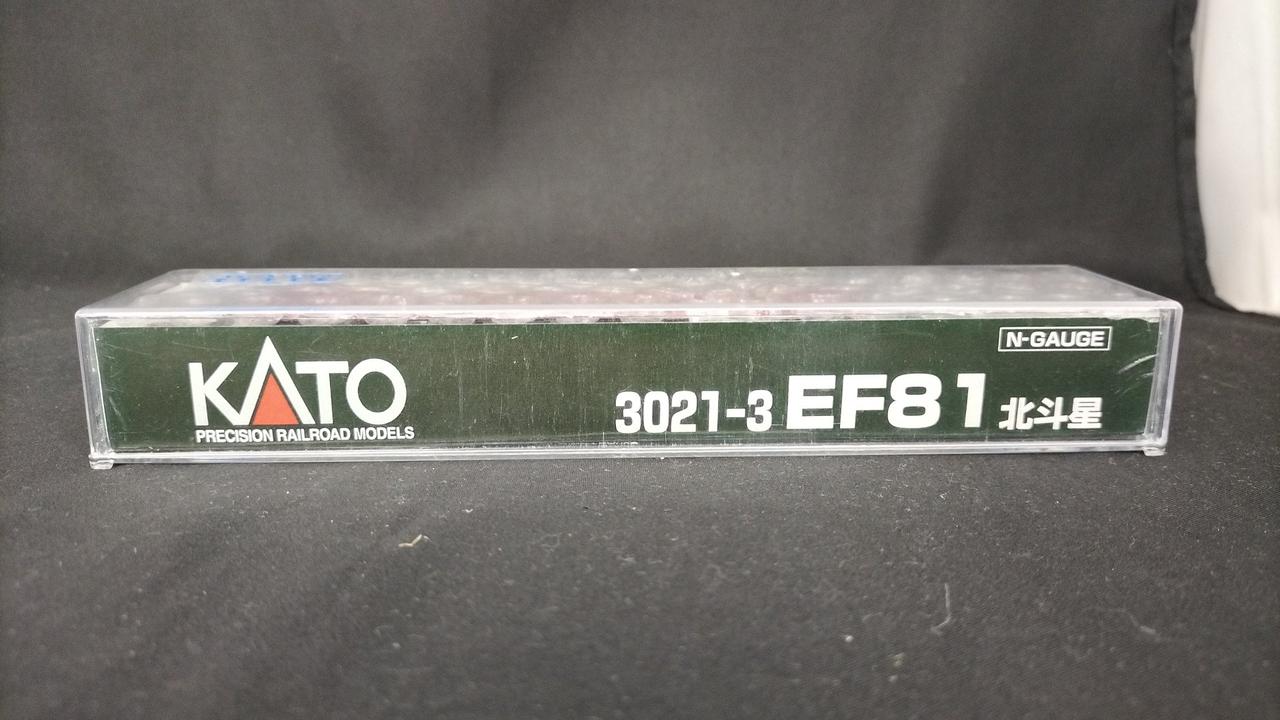 N-GAUGE
KATO
PRECISION RAILROAD MODELS
3021-3 EF81 北斗星